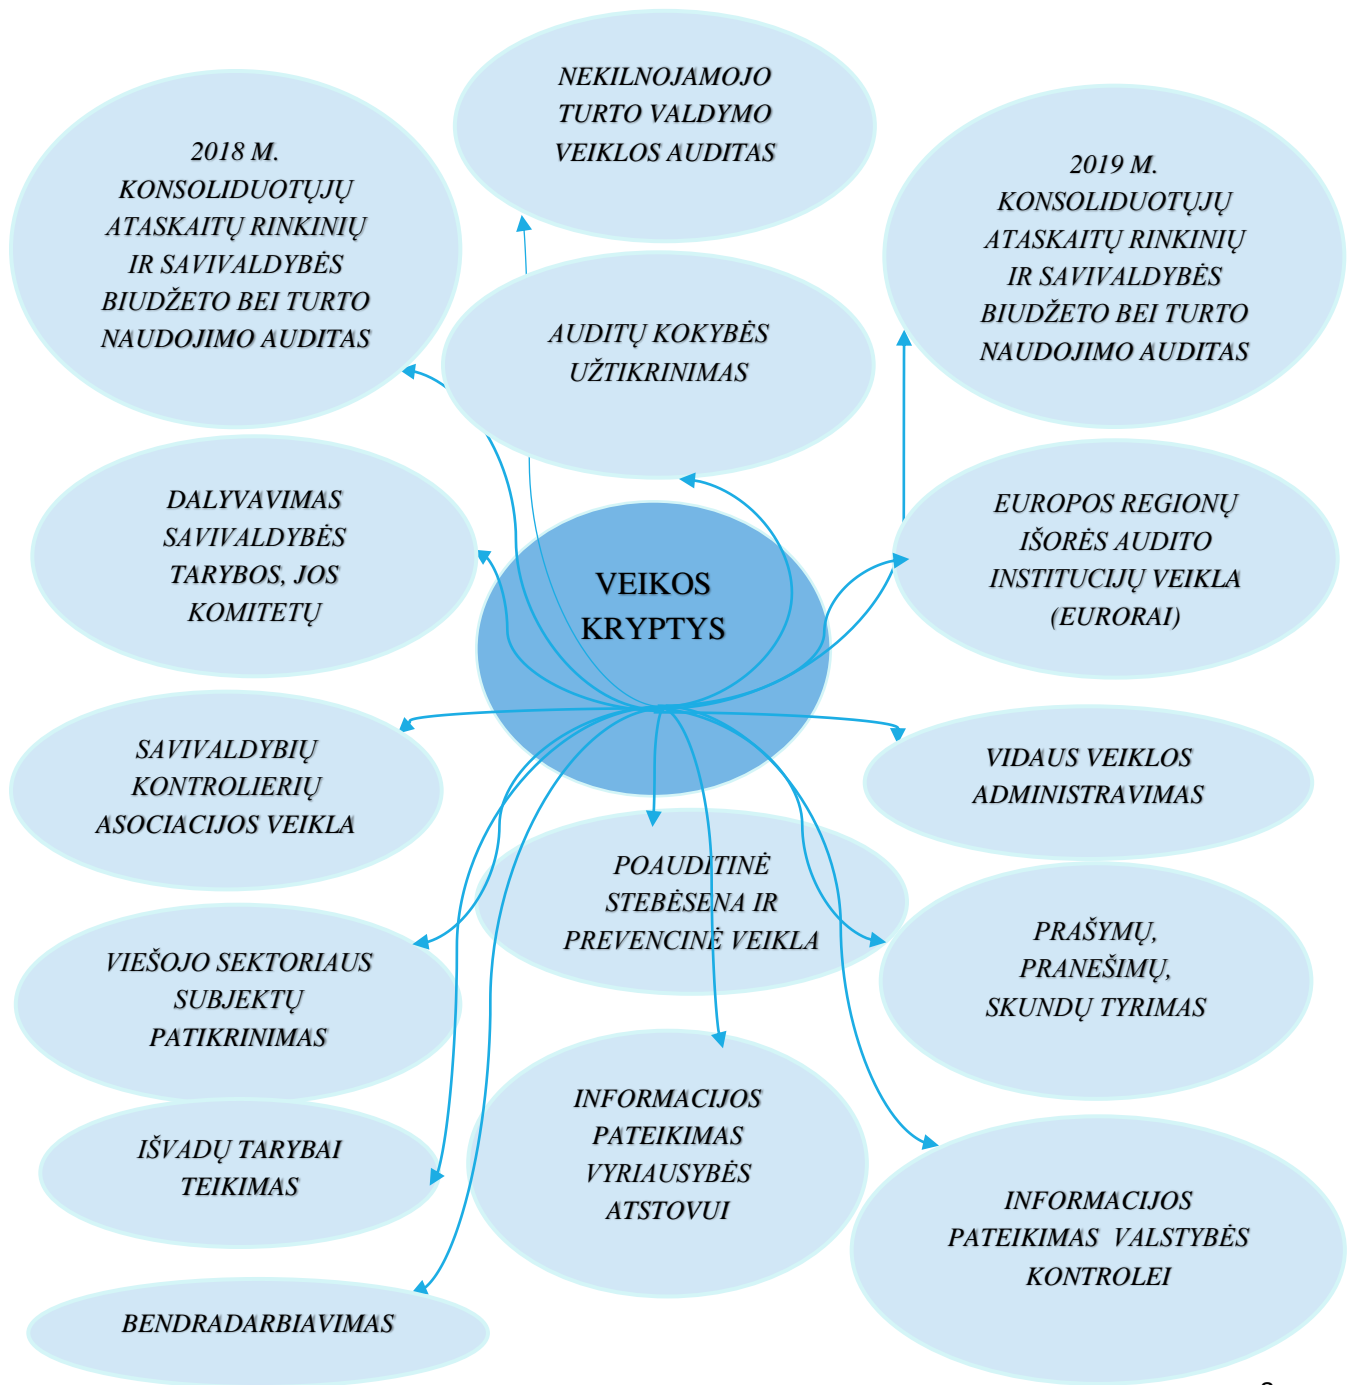 NEKILNOJAMOJO
TURTO VALDYMO
VEIKLOS AUDITAS
2018 M.
KONSOLIDUOTŲJŲ
ATASKAITŲ RINKINIŲ
IR SAVIVALDYBĖS
BIUDŽETO BEI TURTO
NAUDOJIMO AUDITAS
2019 M.
KONSOLIDUOTŲJŲ
ATASKAITŲ RINKINIŲ
IR SAVIVALDYBĖS
BIUDŽETO BEI TURTO
NAUDOJIMO AUDITAS
AUDITŲ KOKYBĖS
UŽTIKRINIMAS
DALYVAVIMAS
SAVIVALDYBĖS
TARYBOS, JOS
KOMITETŲ
EUROPOS REGIONŲ
IŠORĖS AUDITO
INSTITUCIJŲ VEIKLA
(EURORAI)
VEIKOS
KRYPTYS
SAVIVALDYBIŲ
KONTROLIERIŲ
ASOCIACIJOS VEIKLA
VIDAUS VEIKLOS
ADMINISTRAVIMAS
POAUDITINĖ
STEBĖSENA IR
PREVENCINĖ VEIKLA
VIEŠOJO SEKTORIAUS
SUBJEKTŲ
PATIKRINIMAS
PRAŠYMŲ,
PRANEŠIMŲ,
SKUNDŲ TYRIMAS
INFORMACIJOS
PATEIKIMAS
VYRIAUSYBĖS
ATSTOVUI
IŠVADŲ TARYBAI
TEIKIMAS
INFORMACIJOS
PATEIKIMAS VALSTYBĖS
KONTROLEI
BENDRADARBIAVIMAS